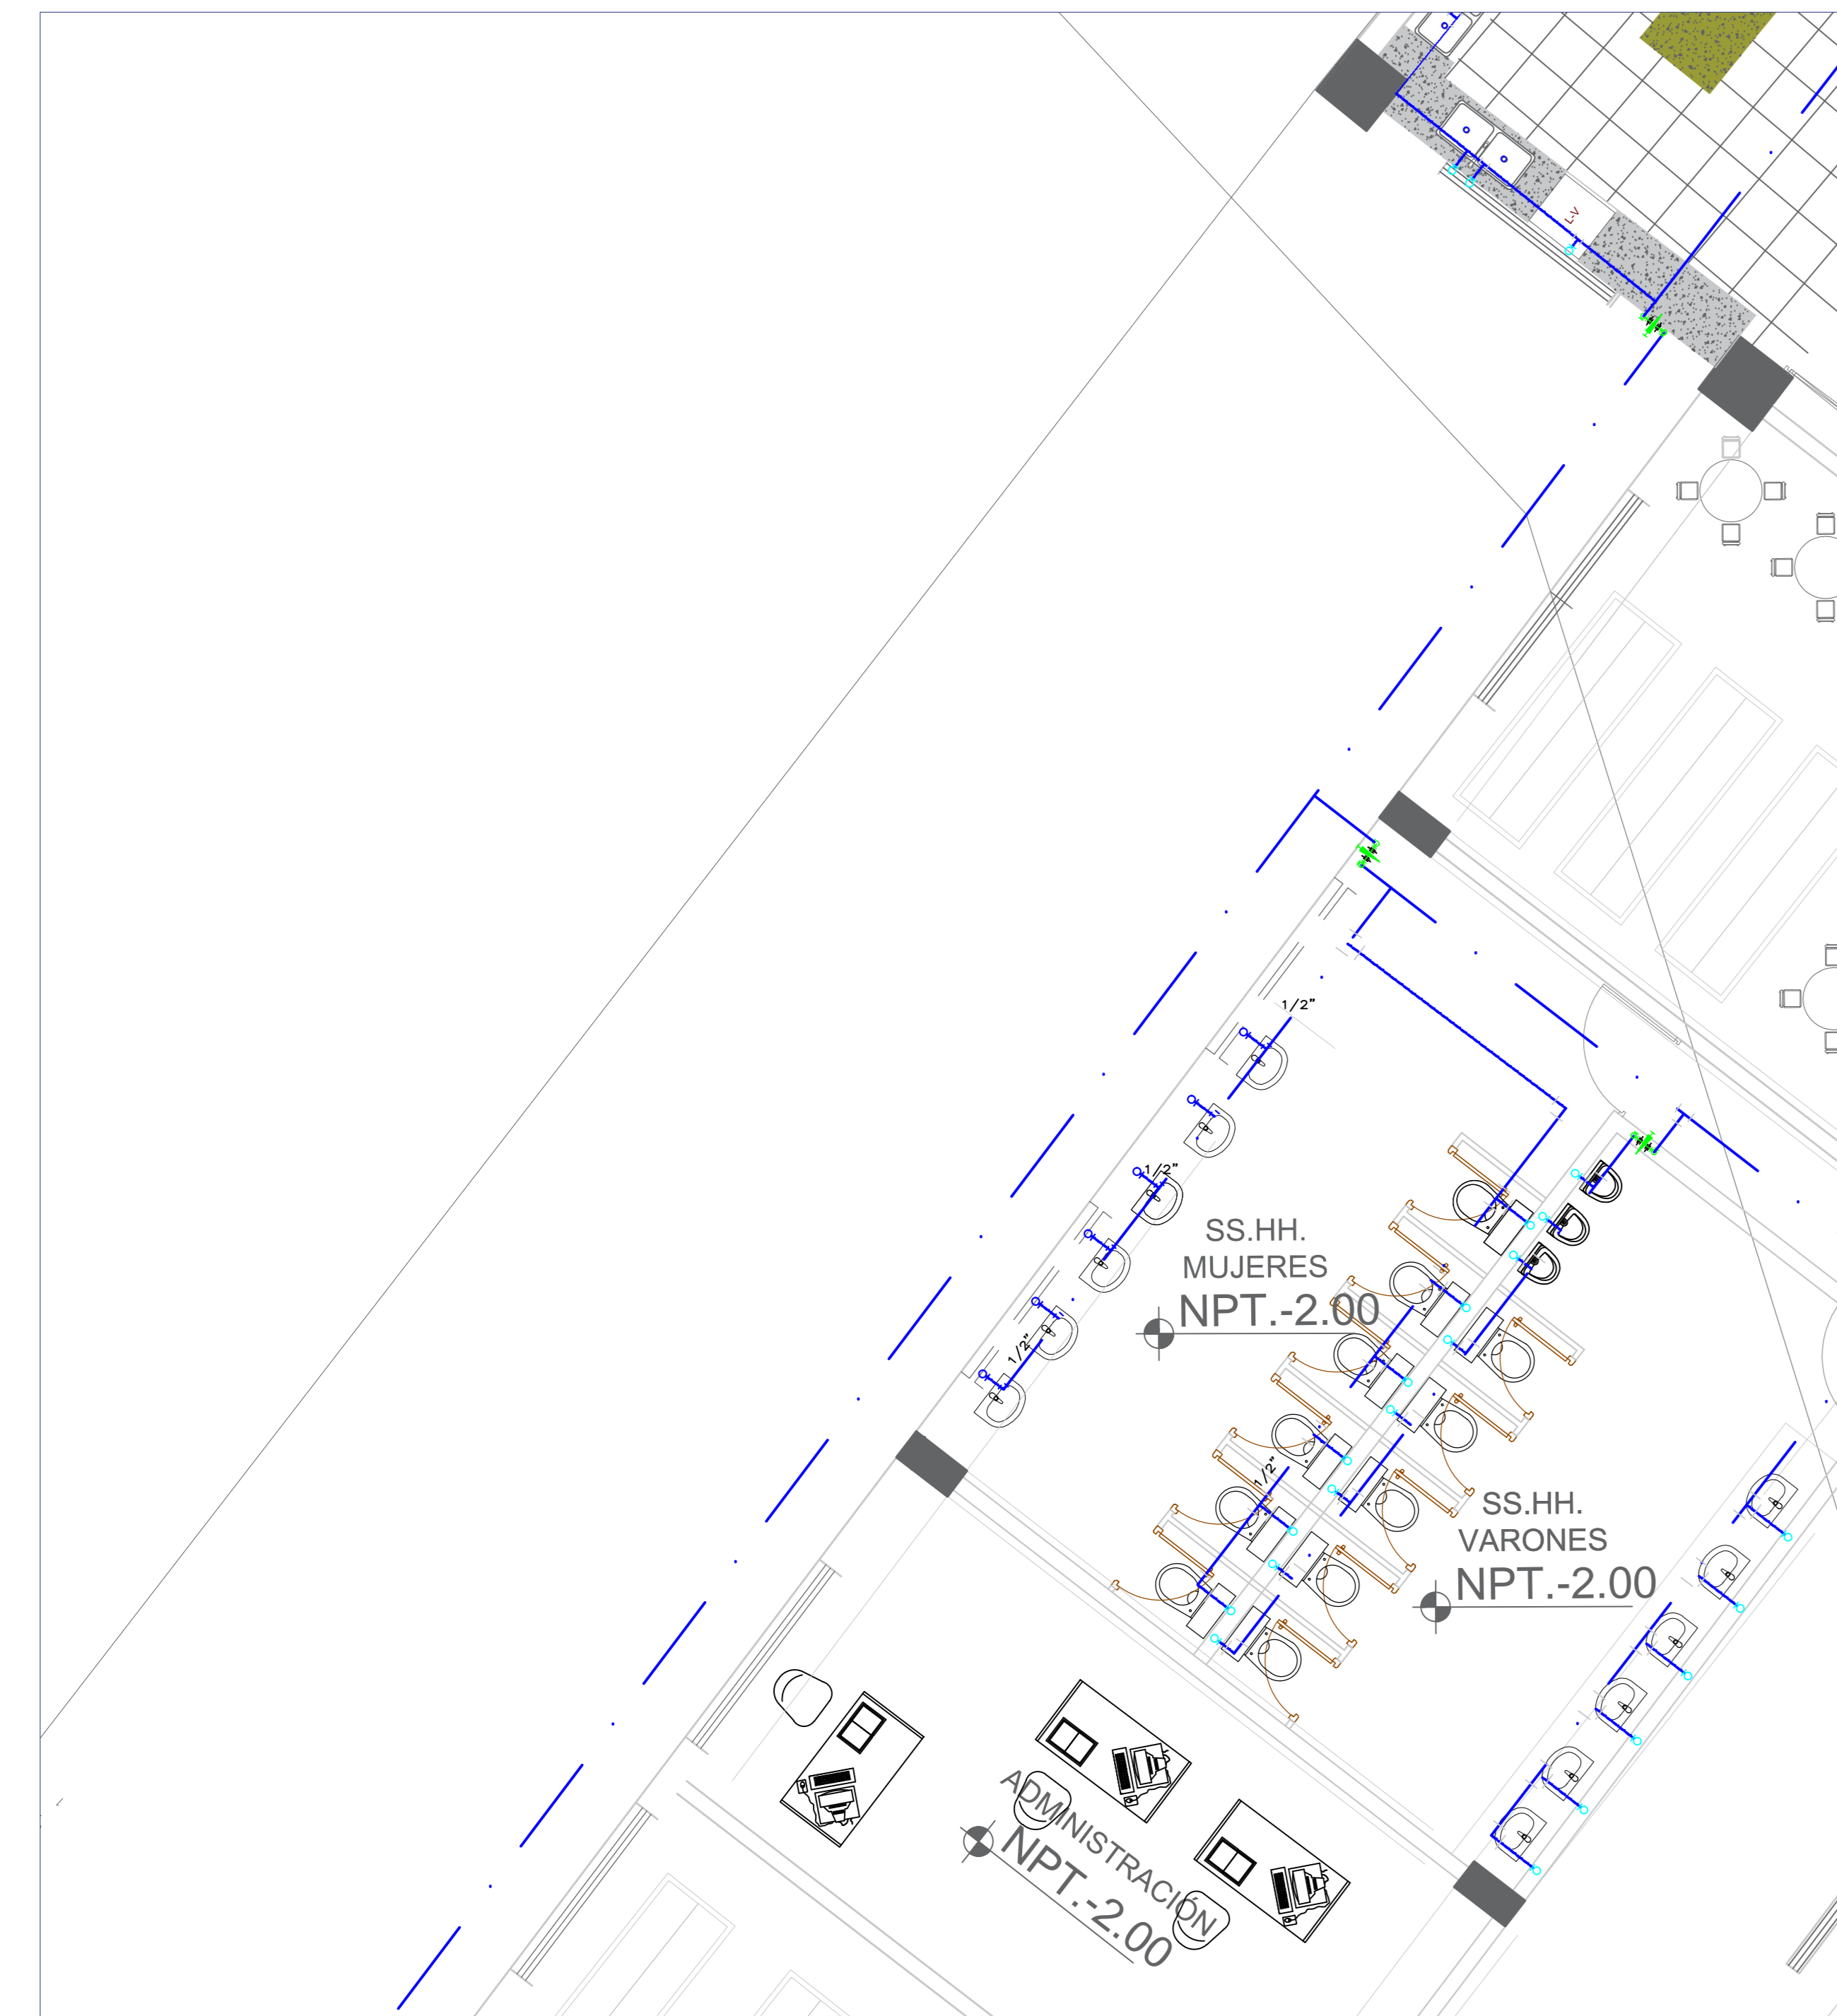 L-V
1/2"
1/2"
SS.HH.
MUJERES
NPT.-2.00
1/2"
1/2"
SS.HH.
VARONES
NPT.-2.00
ADMINISTRACIÓN
NPT.-2.00